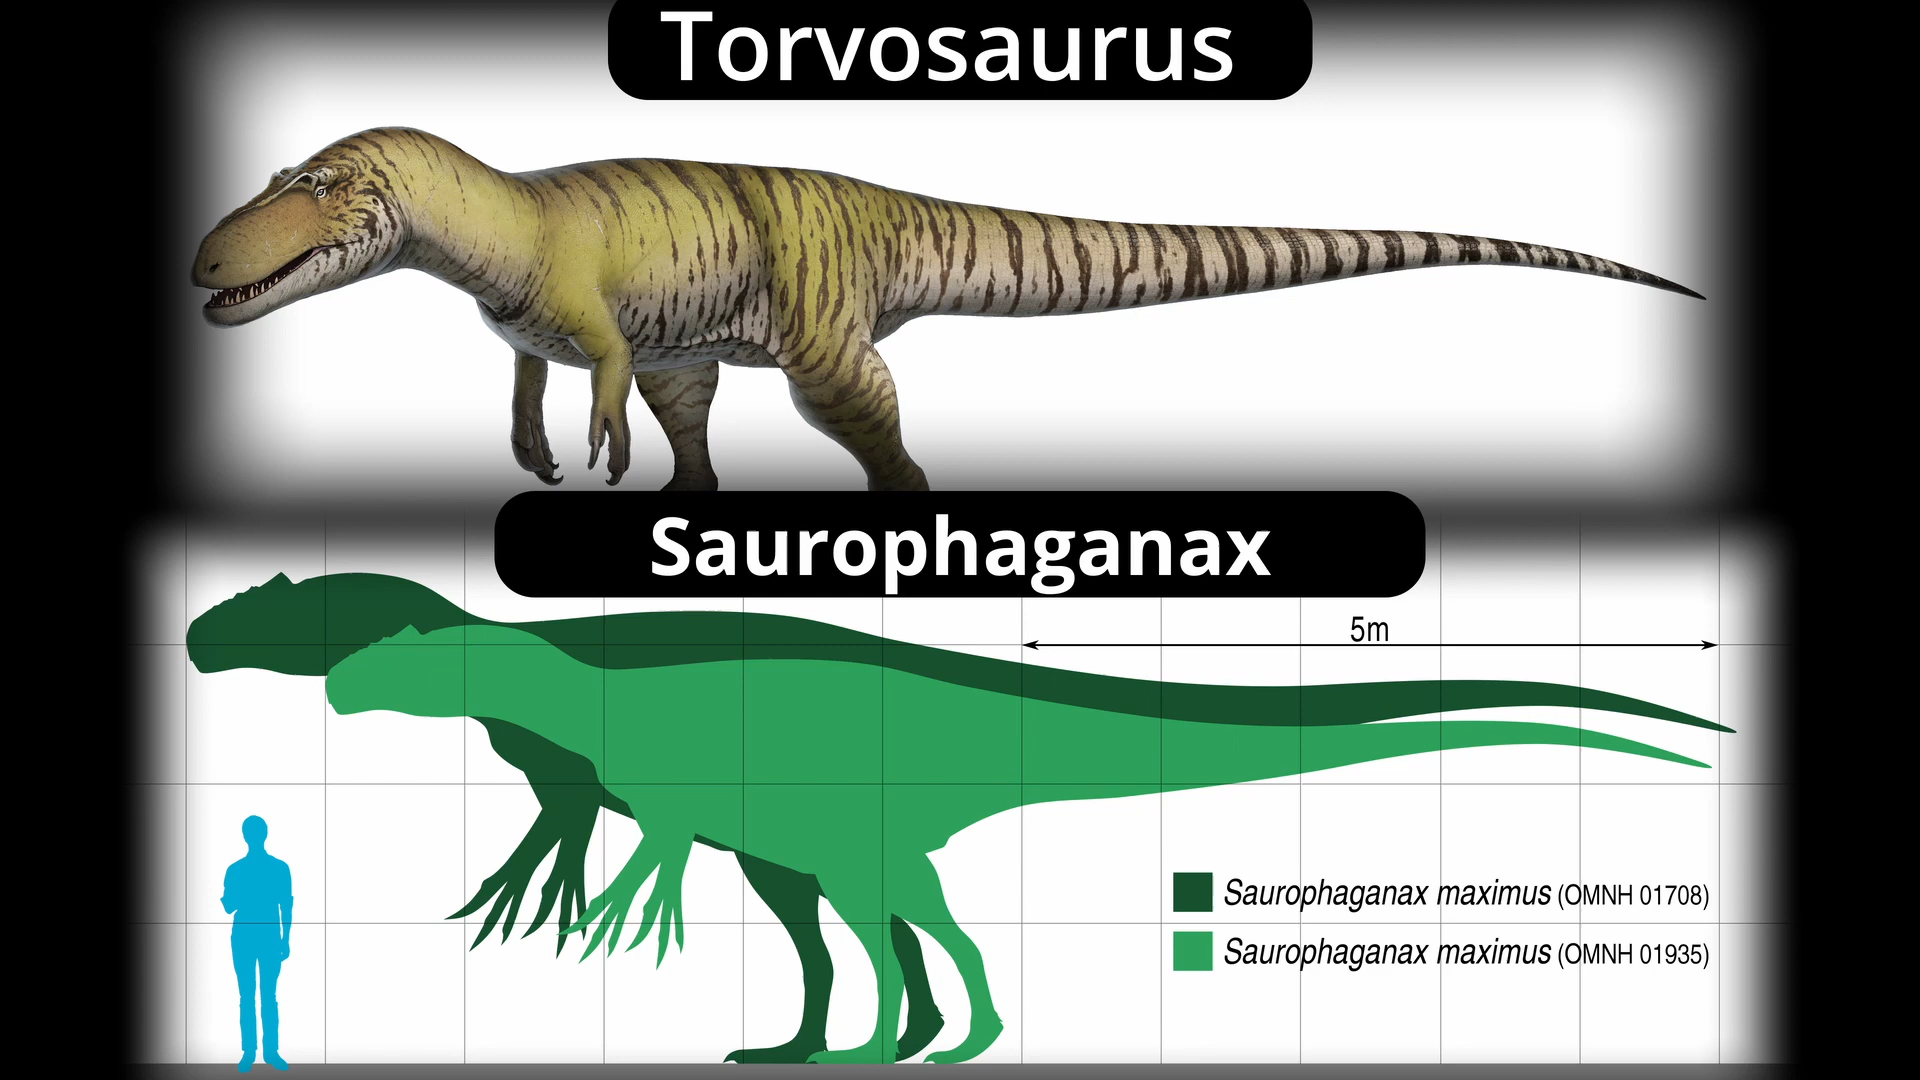 Torvosaurus
Saurophaganax
5m
Saurophaganax maximus (OMNH 01708)
Saurophaganax maximus (OMNH 01935)